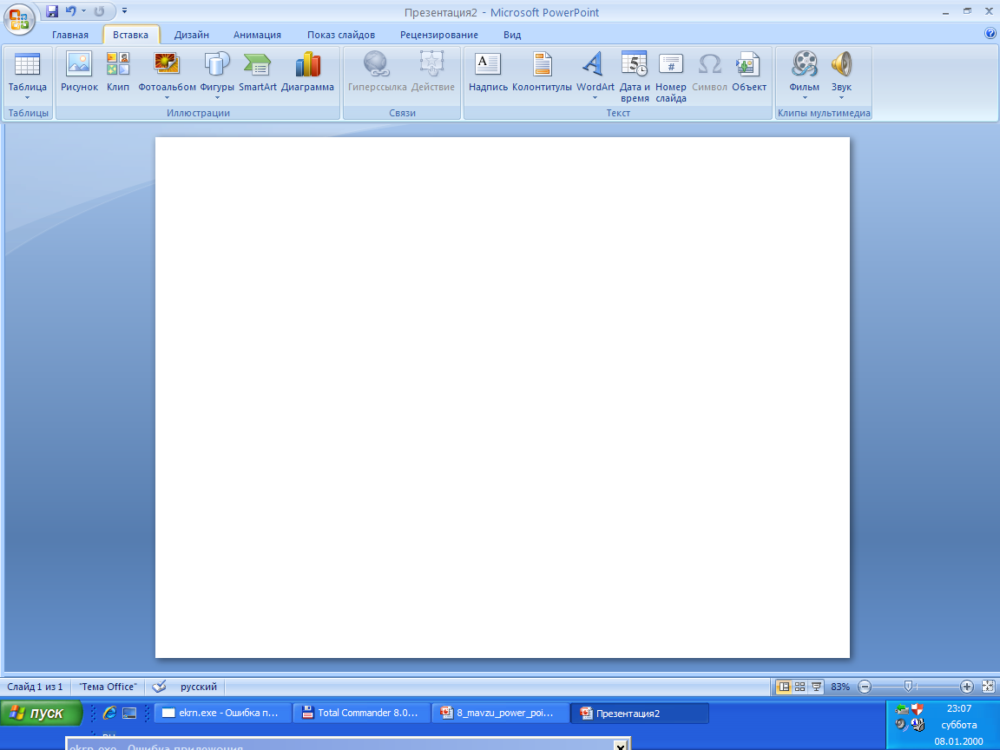 Презентация2 - Microsoft PowerPoint
Главная Вставка Дизайн Анимация Показ слайдов Рецензирование Вид
Таблица Рисунок Клип Фотоальбом Фигуры SmartArt Диаграмма Гиперссылка Действие Надпись Колонтитулы WordArt Дата и время Номер слайда Символ Объект Фильм Звук
Таблицы Иллюстрации Связи Текст Клипы мультимедиа
Слайд 1 из 1 "Тема Office" русский 83%
пуск ekrn.exe - Ошибка п... Total Commander 8.0... 8_mavzu_power_poi... Презентация2 23:07
суббота
08.01.2000
ekrn.exe - Ошибка приложения